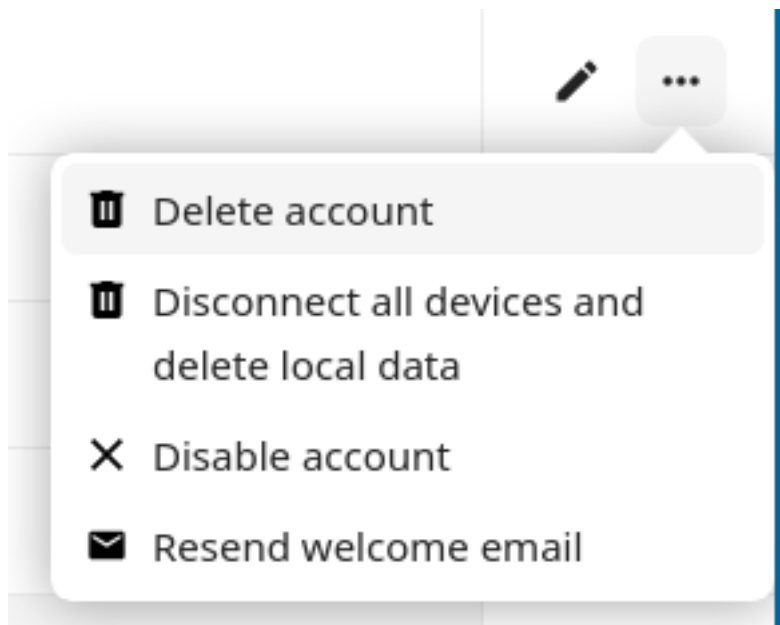 Delete account
Disconnect all devices and
delete local data
Disable account
Resend welcome email